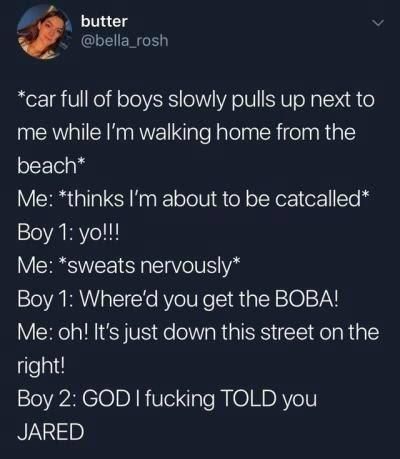 butter
@bella_rosh
*car full of boys slowly pulls up next to
me while I'm walking home from the
beach*
Me: *thinks I'm about to be catcalled*
Boy 1: yo!!!
Me: *sweats nervously*
Boy 1: Where'd you get the BOBA!
Me: oh! It's just down this street on the
right!
Boy 2: GOD I fucking TOLD you
JARED